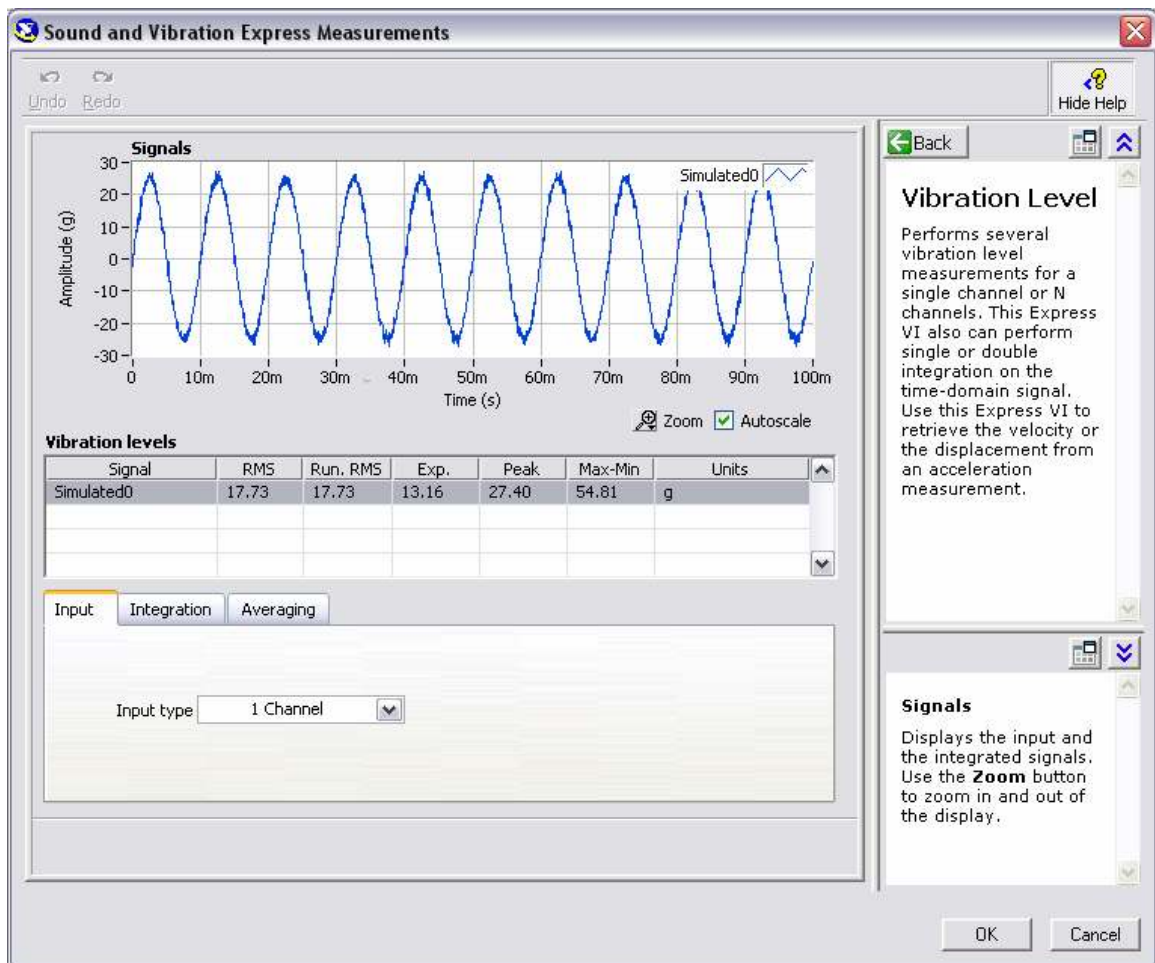 Sound and Vibration Express Measurements
Undo Redo
Hide Help
Signals
Simulated0
Amplitude (g)
30
20
10
0
-10
-20
-30
0 10m 20m 30m 40m 50m 60m 70m 80m 90m 100m
Time (s)
Zoom Autoscale
Vibration levels
Signal RMS Run. RMS Exp. Peak Max-Min Units
Simulated0 17.73 17.73 13.16 27.40 54.81 g
Input Integration Averaging
Input type 1 Channel
Back
Vibration Level
Performs several
vibration level
measurements for a
single channel or N
channels. This Express
VI also can perform
single or double
integration on the
time-domain signal.
Use this Express VI to
retrieve the velocity or
the displacement from
an acceleration
measurement.
Signals
Displays the input and
the integrated signals.
Use the Zoom button
to zoom in and out of
the display.
OK Cancel